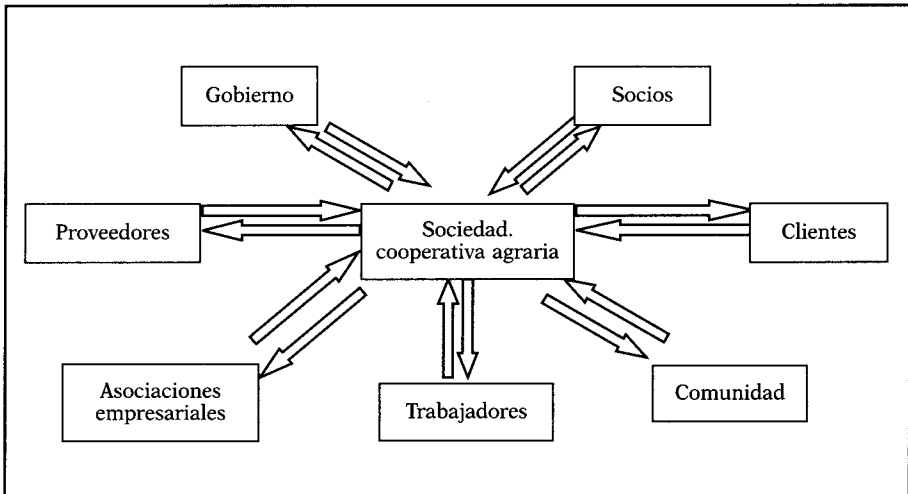 Gobierno
Socios
Proveedores
Sociedad.
cooperativa agraria
Clientes
Asociaciones
empresariales
Trabajadores
Comunidad